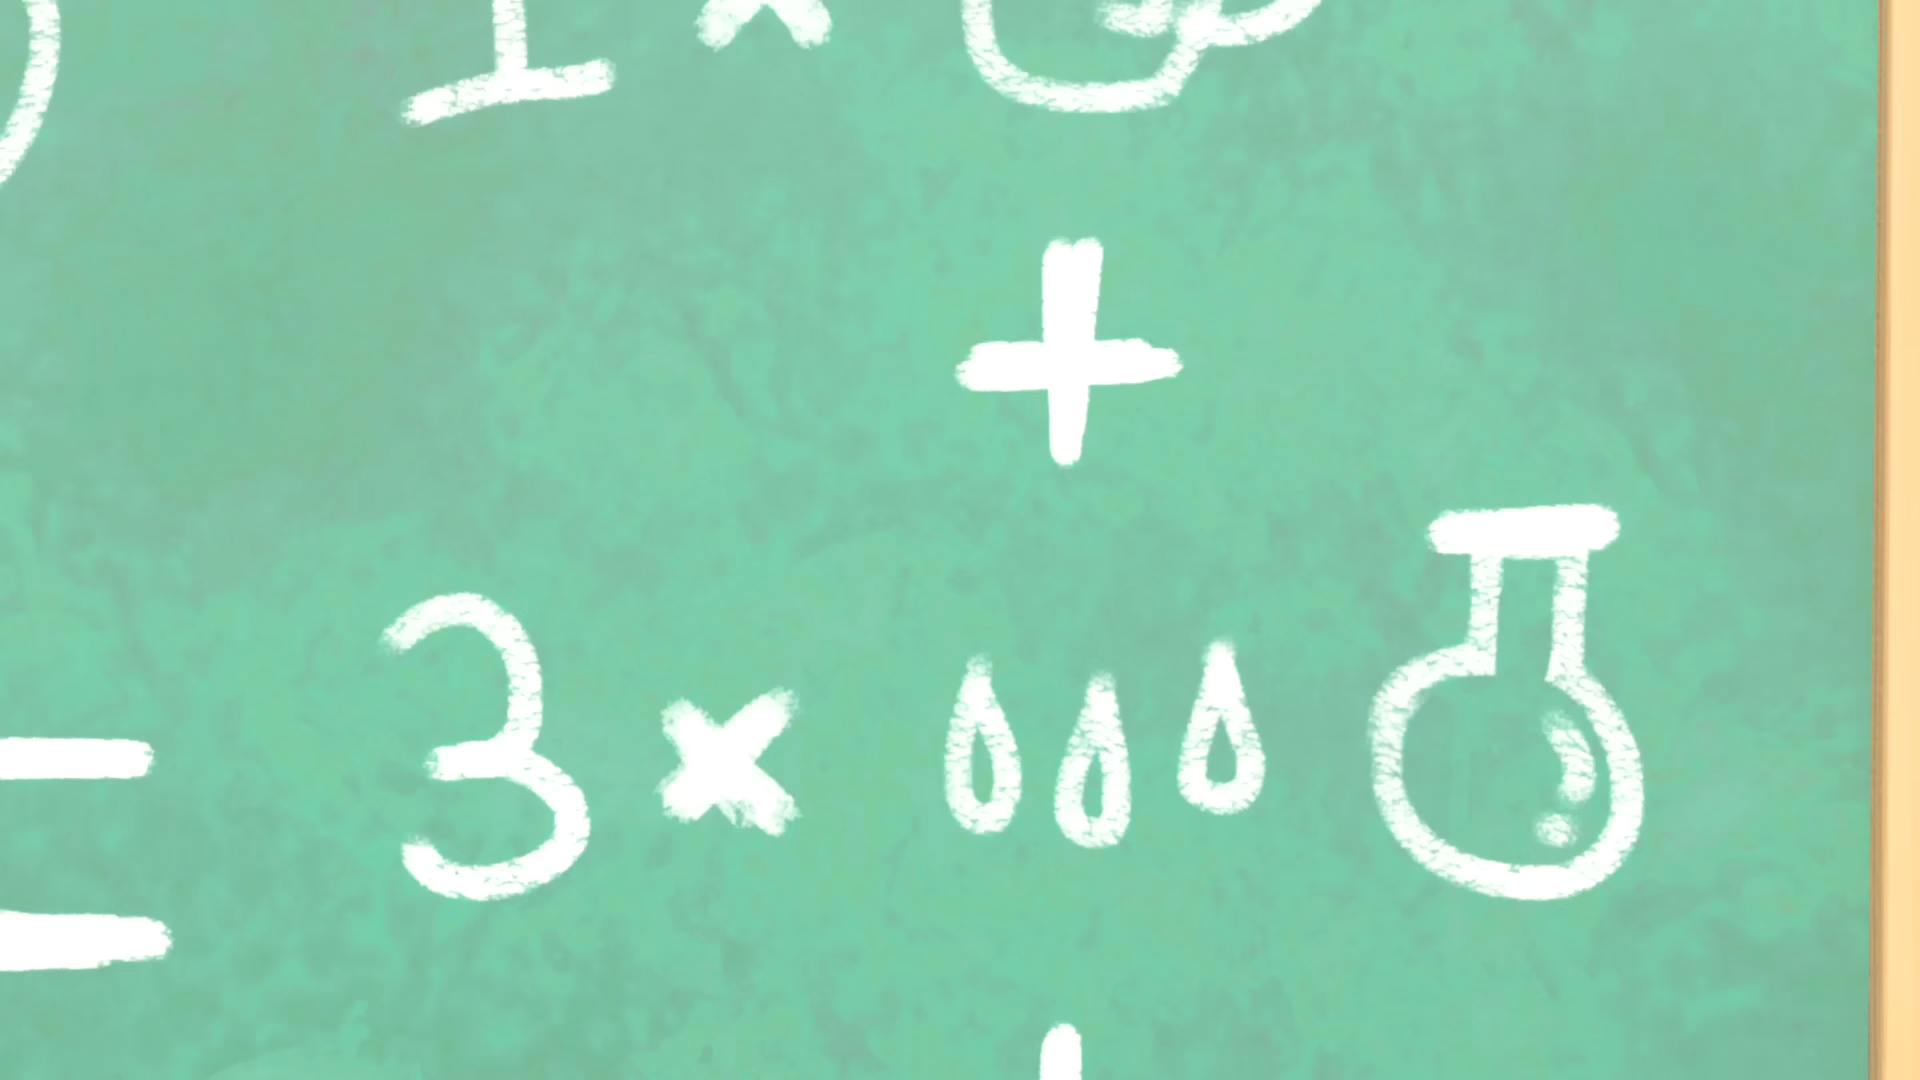 1 ×
+
= 3 ×